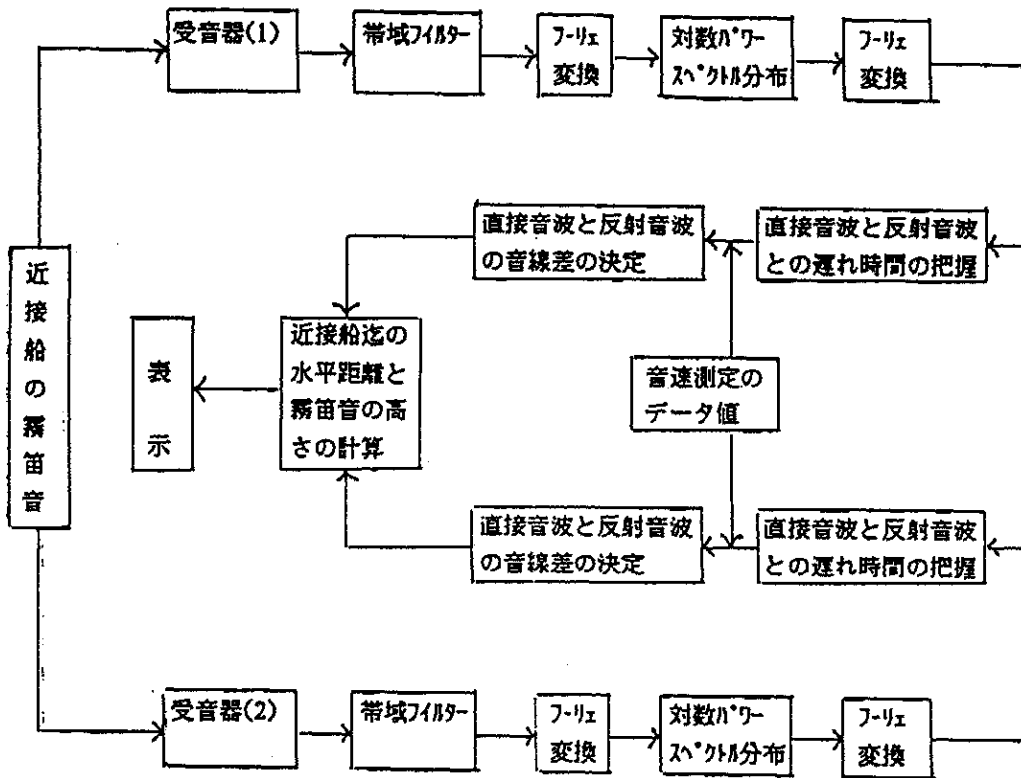 受音器(1)
帯域フィルター
フーリェ
変換
対数パワー
スペクトル分布
フーリェ
変換
直接音波と反射音波
の音線差の決定
直接音波と反射音波
との遅れ時間の把握
近接船の霧笛音
表示
近接船迄の
水平距離と
霧笛音の高
さの計算
音速測定の
データ値
直接音波と反射音波
の音線差の決定
直接音波と反射音波
との遅れ時間の把握
受音器(2)
帯域フィルター
フーリェ
変換
対数パワー
スペクトル分布
フーリェ
変換